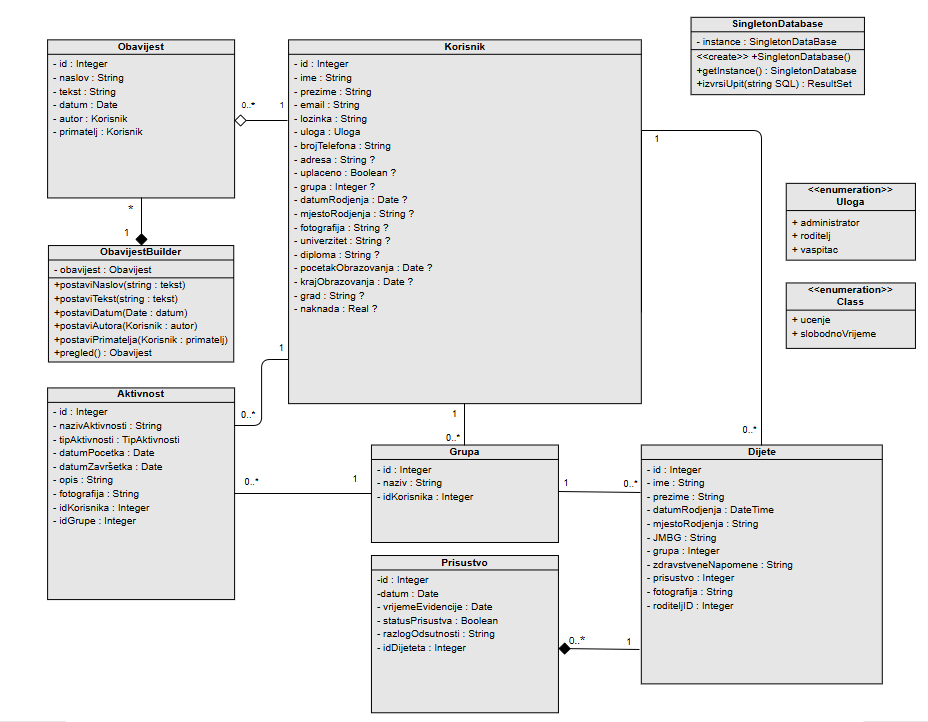 Obavijest
- id : Integer
- naslov : String
- tekst : String
- datum : Date
- autor : Korisnik
- primatelj : Korisnik
0..*
1
*
1
ObavijestBuilder
- obavijest : Obavijest
+postaviNaslov(string : tekst)
+postaviTekst(string : tekst)
+postaviDatum(Date : datum)
+postaviAutora(Korisnik : autor)
+postaviPrimatelja(Korisnik : primatelj)
+pregled() : Obavijest
Korisnik
- id : Integer
- ime : String
- prezime : String
- email : String
- lozinka : String
- uloga : Uloga
- brojTelefona : String
- adresa : String ?
- uplaceno : Boolean ?
- grupa : Integer ?
- datumRodjenja : Date ?
- mjestoRodjenja : String ?
- fotografija : String ?
- univerzitet : String ?
- diploma : String ?
- pocetakObrazovanja : Date ?
- krajObrazovanja : Date ?
- grad : String ?
- naknada : Real ?
SingletonDatabase
- instance : SingletonDataBase
<<create>> +SingletonDatabase()
+getInstance() : SingletonDatabase
+izvrsiUpit(string SQL) : ResultSet
1
0..*
<<enumeration>>
Uloga
+ administrator
+ roditelj
+ vaspitac
<<enumeration>>
Class
+ ucenje
+ slobodnoVrijeme
1
0..*
Aktivnost
- id : Integer
- nazivAktivnosti : String
- tipAktivnosti : TipAktivnosti
- datumPocetka : Date
- datumZavršetka : Date
- opis : String
- fotografija : String
- idKorisnika : Integer
- idGrupe : Integer
0..*
1
1
0..*
Grupa
- id : Integer
- naziv : String
- idKorisnika : Integer
1
0..*
Dijete
- id : Integer
- ime : String
- prezime : String
- datumRodjenja : DateTime
- mjestoRodjenja : String
- JMBG : String
- grupa : Integer
- zdravstveneNapomene : String
- prisustvo : Integer
- fotografija : String
- roditeljID : Integer
Prisustvo
-id : Integer
-datum : Date
- vrijemeEvidencije : Date
- statusPrisustva : Boolean
- razlogOdsutnosti : String
- idDijeteta : Integer
0..*
1